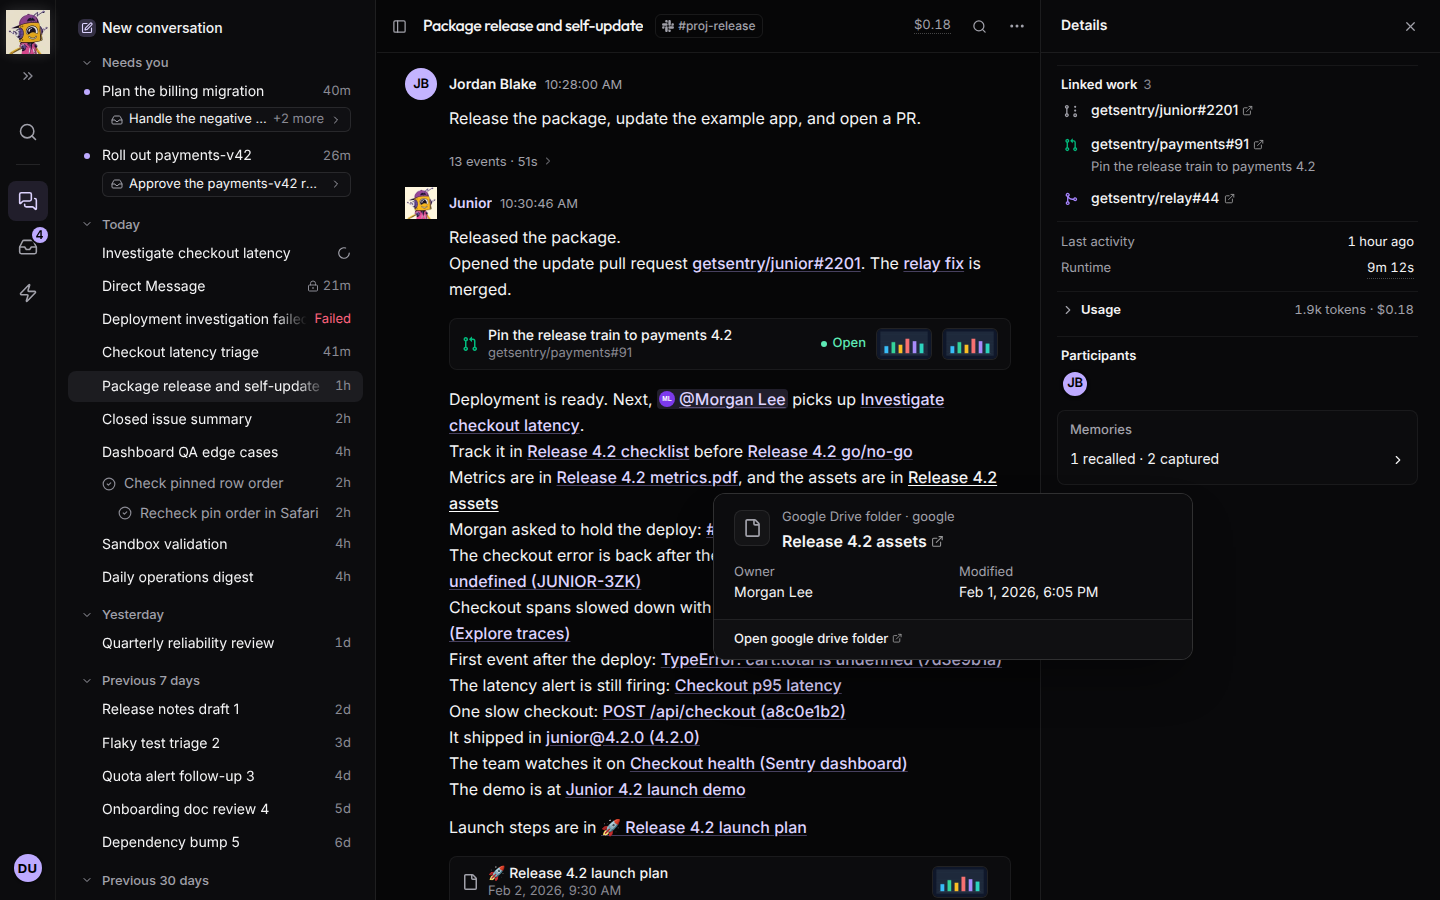 New conversation
Needs you
Plan the billing migration 40m
Handle the negative ... +2 more
Roll out payments-v42 26m
Approve the payments-v42 r...
Today
Investigate checkout latency
Direct Message 21m
Deployment investigation failed Failed
Checkout latency triage 41m
Package release and self-update 1h
Closed issue summary 2h
Dashboard QA edge cases 4h
Check pinned row order 2h
Recheck pin order in Safari 2h
Sandbox validation 4h
Daily operations digest 4h
Yesterday
Quarterly reliability review 1d
Previous 7 days
Release notes draft 1 2d
Flaky test triage 2 3d
Quota alert follow-up 3 4d
Onboarding doc review 4 5d
Dependency bump 5 6d
Previous 30 days
4
DU
Package release and self-update #proj-release $0.18
JB Jordan Blake 10:28:00 AM
Release the package, update the example app, and open a PR.
13 events · 51s
Junior 10:30:46 AM
Released the package.
Opened the update pull request getsentry/junior#2201. The relay fix is
merged.
Pin the release train to payments 4.2
getsentry/payments#91
Open
Deployment is ready. Next, ML @Morgan Lee picks up Investigate
checkout latency.
Track it in Release 4.2 checklist before Release 4.2 go/no-go
Metrics are in Release 4.2 metrics.pdf, and the assets are in Release 4.2
assets
Morgan asked to hold the deploy: #
The checkout error is back after the
undefined (JUNIOR-3ZK)
Checkout spans slowed down with
(Explore traces)
First event after the deploy: TypeError: cart.total is undefined (7d3e9b1a)
The latency alert is still firing: Checkout p95 latency
One slow checkout: POST /api/checkout (a8c0e1b2)
It shipped in junior@4.2.0 (4.2.0)
The team watches it on Checkout health (Sentry dashboard)
The demo is at Junior 4.2 launch demo
Launch steps are in 🚀 Release 4.2 launch plan
🚀 Release 4.2 launch plan
Feb 2, 2026, 9:30 AM
Google Drive folder · google
Release 4.2 assets
Owner Modified
Morgan Lee Feb 1, 2026, 6:05 PM
Open google drive folder
Details
Linked work 3
getsentry/junior#2201
getsentry/payments#91
Pin the release train to payments 4.2
getsentry/relay#44
Last activity 1 hour ago
Runtime 9m 12s
Usage 1.9k tokens · $0.18
Participants
JB
Memories
1 recalled · 2 captured